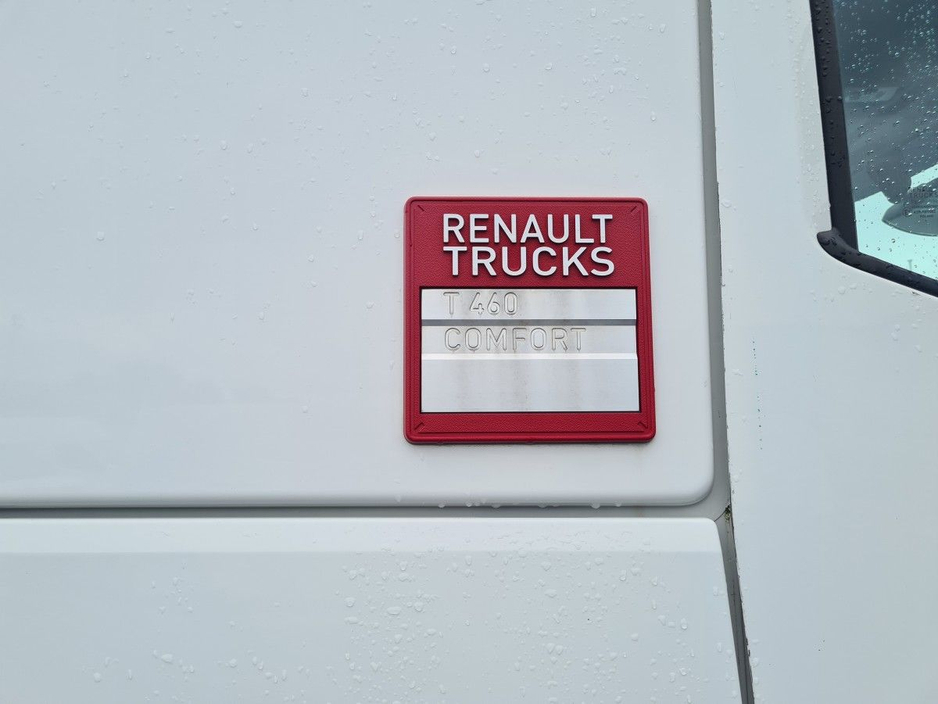 RENAULT
TRUCKS
T 460
COMFORT